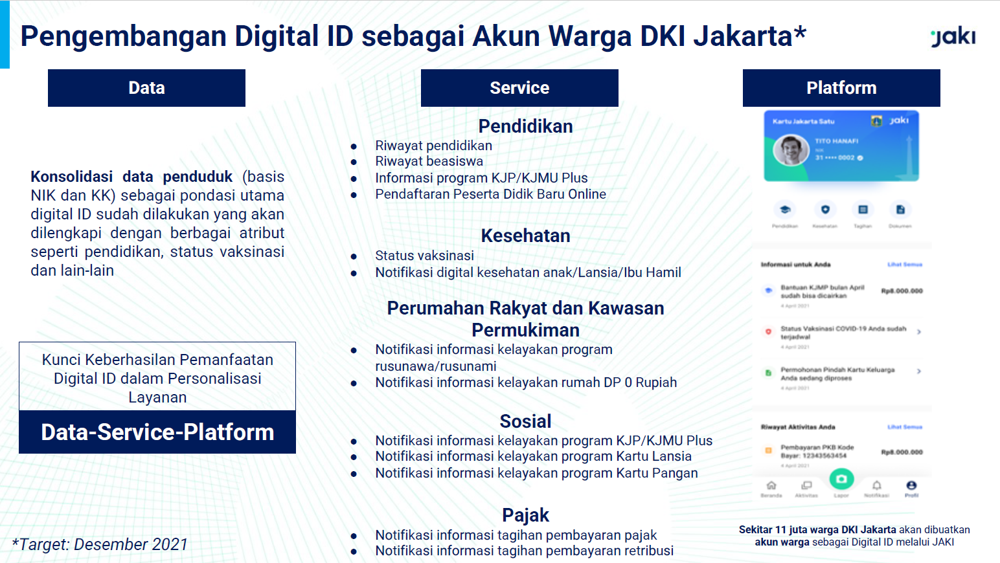 Pengembangan Digital ID sebagai Akun Warga DKI Jakarta*
jaki
Data
Konsolidasi data penduduk (basis
NIK dan KK) sebagai pondasi utama
digital ID sudah dilakukan yang akan
dilengkapi dengan berbagai atribut
seperti pendidikan, status vaksinasi
dan lain-lain
Kunci Keberhasilan Pemanfaatan
Digital ID dalam Personalisasi
Layanan
Data-Service-Platform
*Target: Desember 2021
Service
Pendidikan
● Riwayat pendidikan
● Riwayat beasiswa
● Informasi program KJP/KJMU Plus
● Pendaftaran Peserta Didik Baru Online
Kesehatan
● Status vaksinasi
● Notifikasi digital kesehatan anak/Lansia/Ibu Hamil
Perumahan Rakyat dan Kawasan
Permukiman
● Notifikasi informasi kelayakan program
rusunawa/rusunami
● Notifikasi informasi kelayakan rumah DP 0 Rupiah
Sosial
● Notifikasi informasi kelayakan program KJP/KJMU Plus
● Notifikasi informasi kelayakan program Kartu Lansia
● Notifikasi informasi kelayakan program Kartu Pangan
Pajak
● Notifikasi informasi tagihan pembayaran pajak
● Notifikasi informasi tagihan pembayaran retribusi
Platform
Kartu Jakarta Satu jaki
TITO HANAFI
NIK
31 •••• 0002
Pendidikan Kesehatan Tagihan Dokumen
Informasi untuk Anda Lihat Semua
Bantuan KJMP bulan April Rp8.000.000
sudah bisa dicairkan
4 April 2021
Status Vaksinasi COVID-19 Anda sudah
terjadwal
4 April 2021
Permohonan Pindah Kartu Keluarga
Anda sedang diproses
4 April 2021
Riwayat Aktivitas Anda Lihat Semua
Pembayaran PKB Kode Rp8.000.000
Bayar: 12343563454
4 April 2021
Beranda Aktivitas Lapor Notifikasi Profil
Sekitar 11 juta warga DKI Jakarta akan dibuatkan
akun warga sebagai Digital ID melalui JAKI